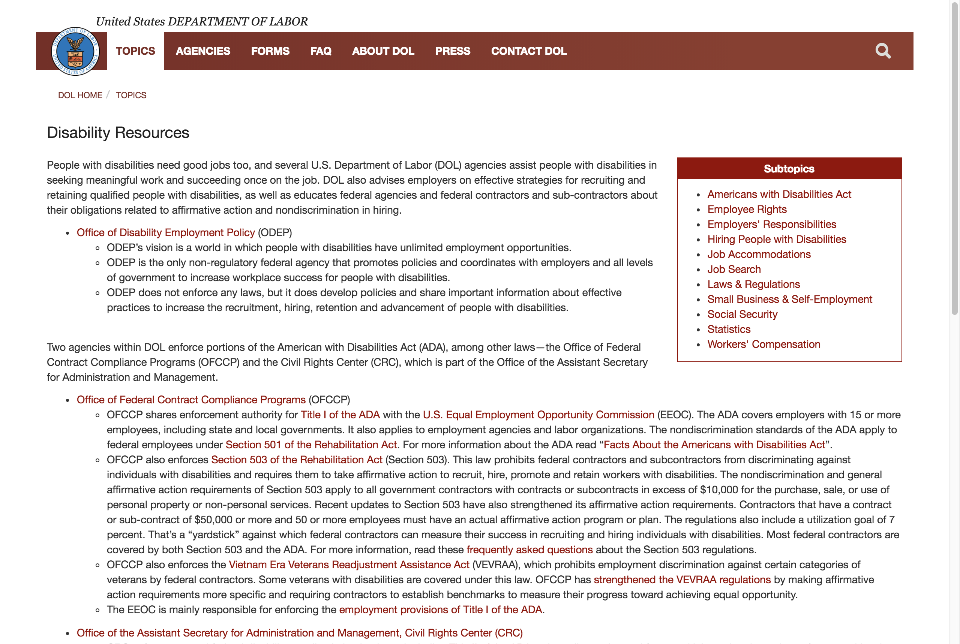 United States DEPARTMENT OF LABOR
TOPICS AGENCIES FORMS FAQ ABOUT DOL PRESS CONTACT DOL
DOL HOME / TOPICS
Disability Resources
People with disabilities need good jobs too, and several U.S. Department of Labor (DOL) agencies assist people with disabilities in
seeking meaningful work and succeeding once on the job. DOL also advises employers on effective strategies for recruiting and
retaining qualified people with disabilities, as well as educates federal agencies and federal contractors and sub-contractors about
their obligations related to affirmative action and nondiscrimination in hiring.
• Office of Disability Employment Policy (ODEP)
◦ ODEP's vision is a world in which people with disabilities have unlimited employment opportunities.
◦ ODEP is the only non-regulatory federal agency that promotes policies and coordinates with employers and all levels
of government to increase workplace success for people with disabilities.
◦ ODEP does not enforce any laws, but it does develop policies and share important information about effective
practices to increase the recruitment, hiring, retention and advancement of people with disabilities.
Subtopics
• Americans with Disabilities Act
• Employee Rights
• Employers' Responsibilities
• Hiring People with Disabilities
• Job Accommodations
• Job Search
• Laws & Regulations
• Small Business & Self-Employment
• Social Security
• Statistics
• Workers' Compensation
Two agencies within DOL enforce portions of the American with Disabilities Act (ADA), among other laws—the Office of Federal
Contract Compliance Programs (OFCCP) and the Civil Rights Center (CRC), which is part of the Office of the Assistant Secretary
for Administration and Management.
• Office of Federal Contract Compliance Programs (OFCCP)
◦ OFCCP shares enforcement authority for Title I of the ADA with the U.S. Equal Employment Opportunity Commission (EEOC). The ADA covers employers with 15 or more
employees, including state and local governments. It also applies to employment agencies and labor organizations. The nondiscrimination standards of the ADA apply to
federal employees under Section 501 of the Rehabilitation Act. For more information about the ADA read “Facts About the Americans with Disabilities Act”.
◦ OFCCP also enforces Section 503 of the Rehabilitation Act (Section 503). This law prohibits federal contractors and subcontractors from discriminating against
individuals with disabilities and requires them to take affirmative action to recruit, hire, promote and retain workers with disabilities. The nondiscrimination and general
affirmative action requirements of Section 503 apply to all government contractors with contracts or subcontracts in excess of $10,000 for the purchase, sale, or use of
personal property or non-personal services. Recent updates to Section 503 have also strengthened its affirmative action requirements. Contractors that have a contract
or sub-contract of $50,000 or more and 50 or more employees must have an actual affirmative action program or plan. The regulations also include a utilization goal of 7
percent. That's a “yardstick” against which federal contractors can measure their success in recruiting and hiring individuals with disabilities. Most federal contractors are
covered by both Section 503 and the ADA. For more information, read these frequently asked questions about the Section 503 regulations.
◦ OFCCP also enforces the Vietnam Era Veterans Readjustment Assistance Act (VEVRAA), which prohibits employment discrimination against certain categories of
veterans by federal contractors. Some veterans with disabilities are covered under this law. OFCCP has strengthened the VEVRAA regulations by making affirmative
action requirements more specific and requiring contractors to establish benchmarks to measure their progress toward achieving equal opportunity.
◦ The EEOC is mainly responsible for enforcing the employment provisions of Title I of the ADA.
• Office of the Assistant Secretary for Administration and Management, Civil Rights Center (CRC)